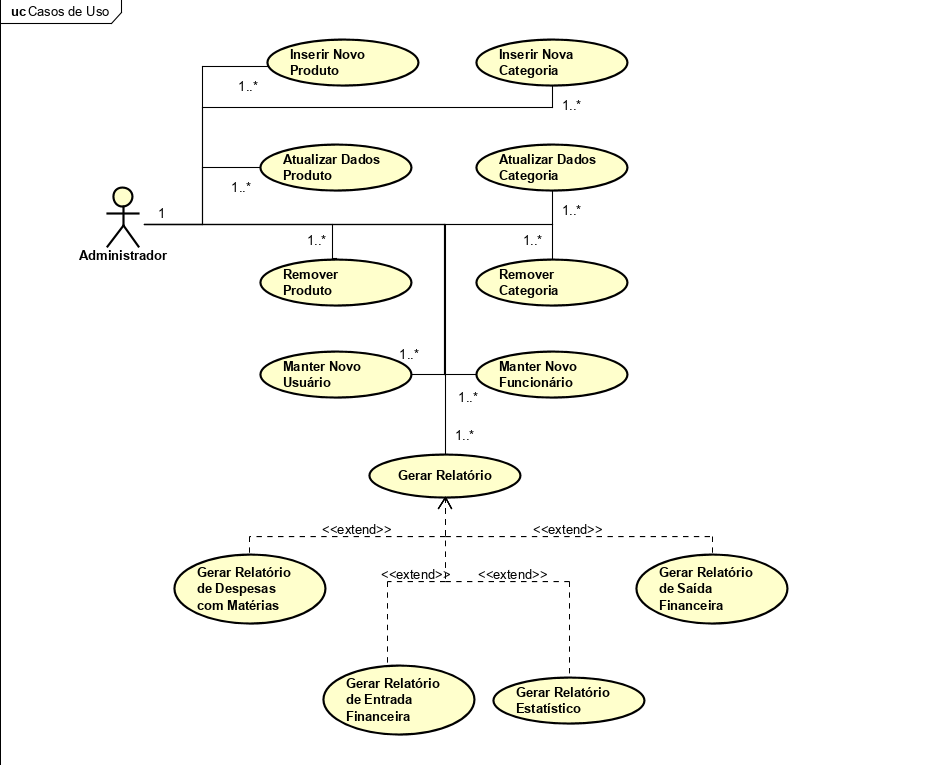 uc Casos de Uso
Inserir Novo
Produto
Inserir Nova
Categoria
1..*
1..*
Atualizar Dados
Produto
Atualizar Dados
Categoria
1..*
1..*
1
Administrador
1..*
1..*
Remover
Produto
Remover
Categoria
1..*
Manter Novo
Usuário
Manter Novo
Funcionário
1..*
1..*
Gerar Relatório
<<extend>>
<<extend>>
<<extend>>
<<extend>>
Gerar Relatório
de Despesas
com Matérias
Gerar Relatório
de Saída
Financeira
Gerar Relatório
de Entrada
Financeira
Gerar Relatório
Estatístico